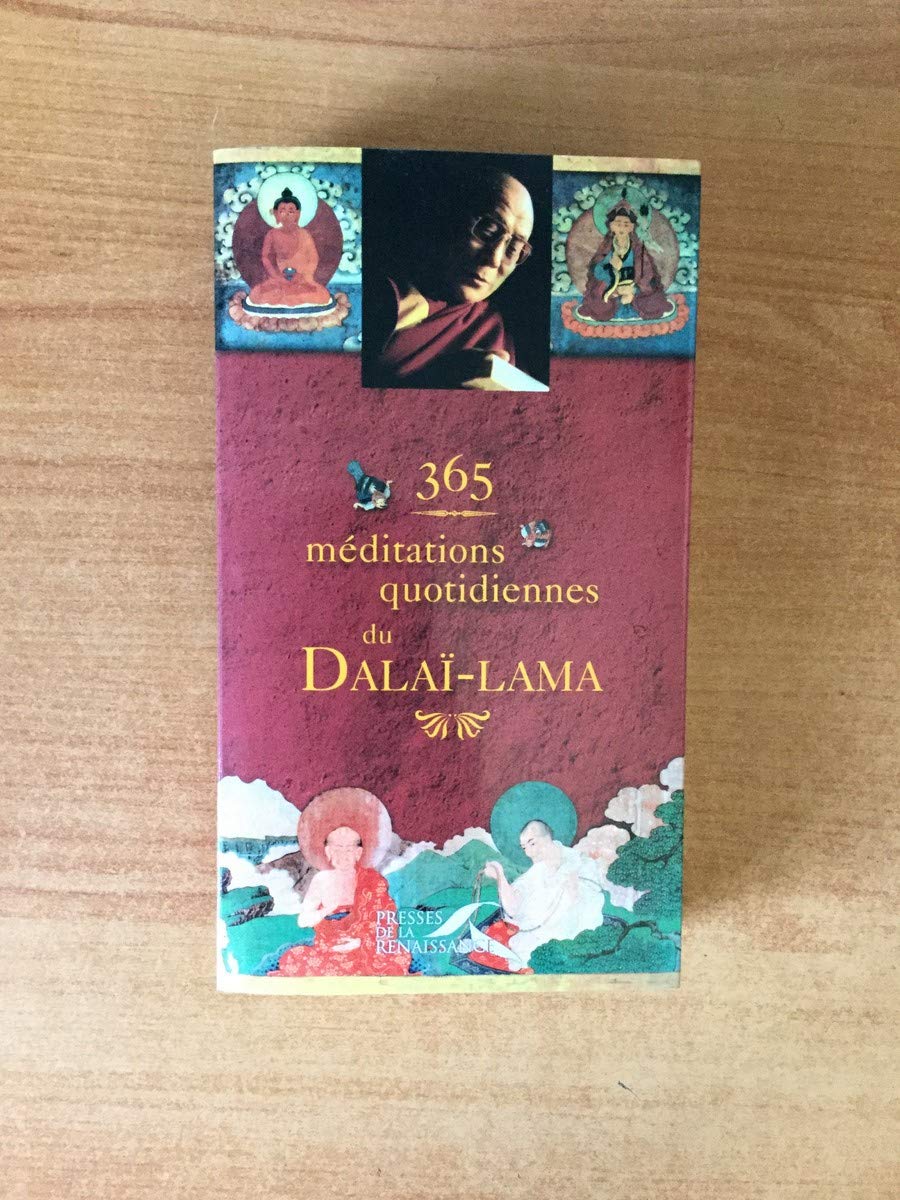 365
méditations
quotidiennes
du
DALAÏ-LAMA
PRESSES
DE LA
RENAISSANCE